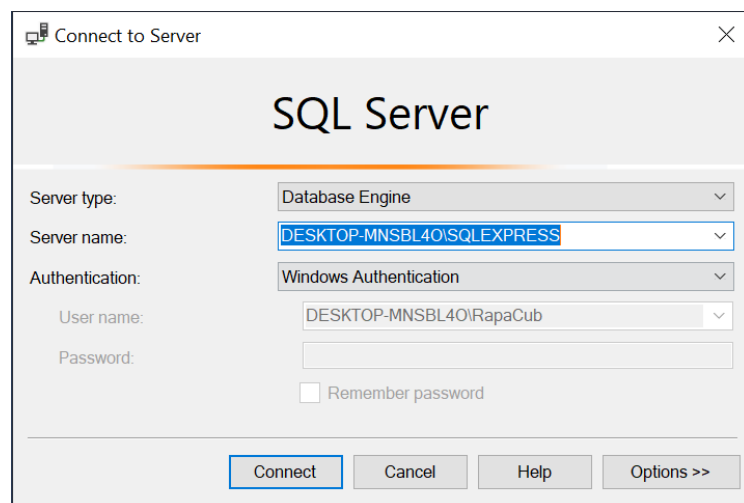 Connect to Server
SQL Server
Server type: Database Engine
Server name: DESKTOP-MNSBL4O\SQLEXPRESS
Authentication: Windows Authentication
User name: DESKTOP-MNSBL4O\RapaCub
Password:
Remember password
Connect Cancel Help Options >>